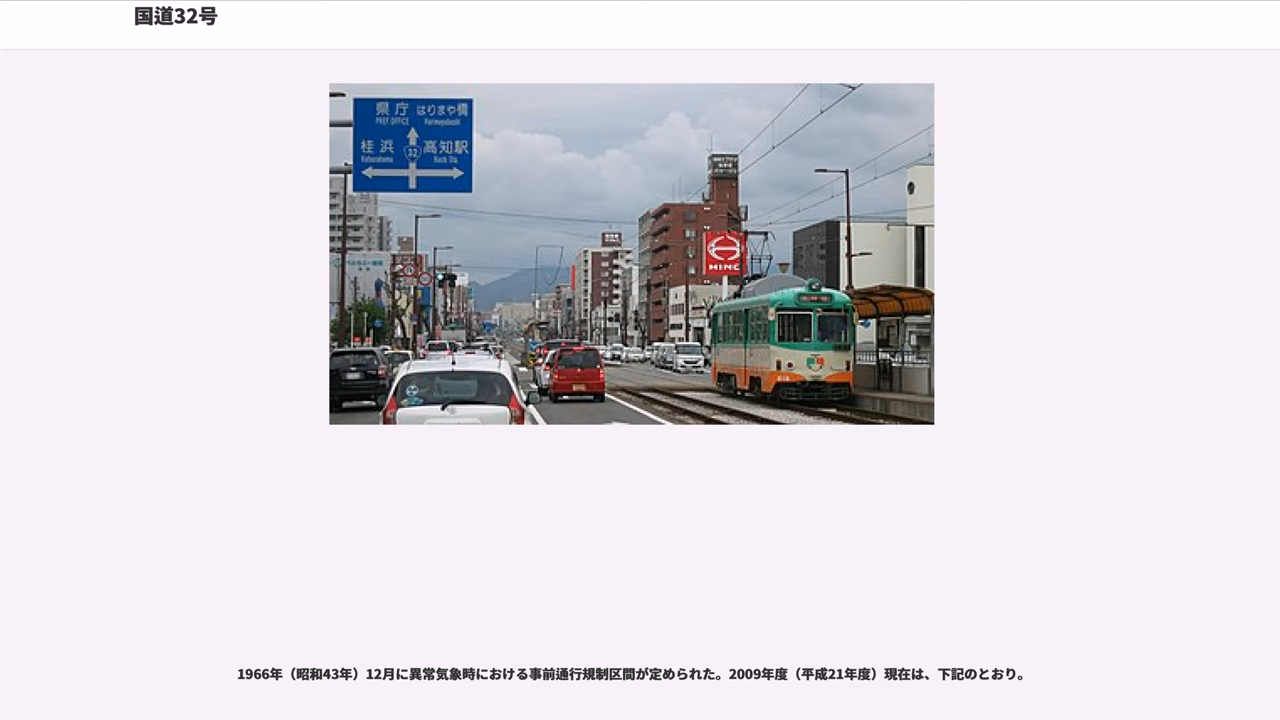 国道32号
県庁 はりまや橋
PREF. OFFICE Harimayabashi
桂浜 32 高知駅
Katsurahama Kochi Sta.
HINO
1966年（昭和43年）12月に異常気象時における事前通行規制区間が定められた。2009年度（平成21年度）現在は、下記のとおり。